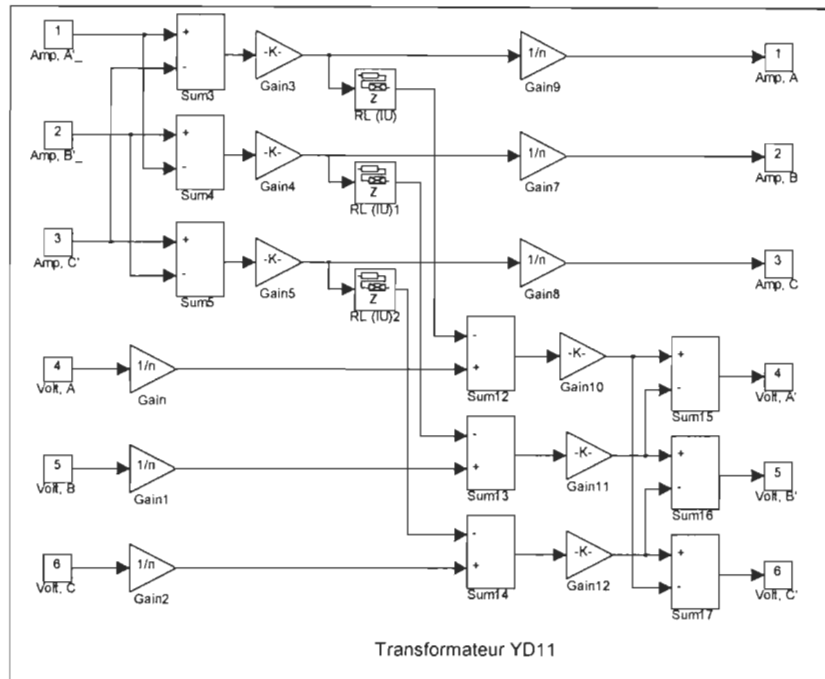 1
Amp, A'_
+
-
Sum3
-K-
Gain3
Z
RL (IU)
1/n
Gain9
1
Amp, A
2
Amp, B'_
+
-
Sum4
-K-
Gain4
Z
RL (IU)1
1/n
Gain7
2
Amp, B
3
Amp, C'
+
-
Sum5
-K-
Gain5
Z
RL (IU)2
1/n
Gain8
3
Amp, C
4
Volt, A
1/n
Gain
-
+
Sum12
-K-
Gain10
+
-
Sum15
4
Volt, A'
5
Volt, B
1/n
Gain1
-
+
Sum13
-K-
Gain11
+
-
Sum16
5
Volt, B'
6
Volt, C
1/n
Gain2
-
+
Sum14
-K-
Gain12
+
-
Sum17
6
Volt, C'
Transformateur YD11